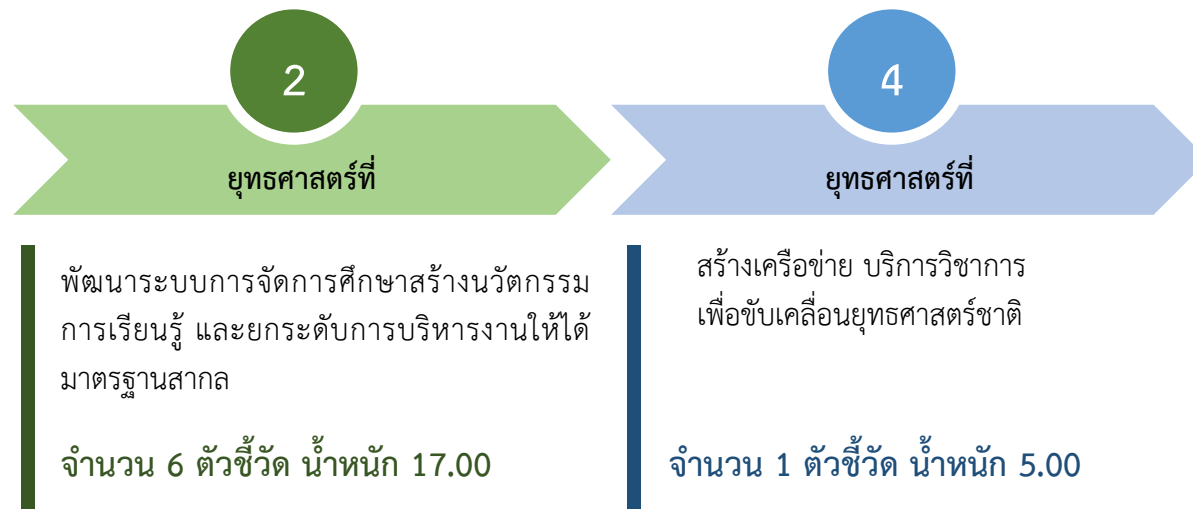 2
ยุทธศาสตร์ที่
พัฒนาระบบการจัดการศึกษาสร้างนวัตกรรม
การเรียนรู้ และยกระดับการบริหารงานให้ได้
มาตรฐานสากล
จำนวน 6 ตัวชี้วัด น้ำหนัก 17.00
4
ยุทธศาสตร์ที่
สร้างเครือข่าย บริการวิชาการ
เพื่อขับเคลื่อนยุทธศาสตร์ชาติ
จำนวน 1 ตัวชี้วัด น้ำหนัก 5.00